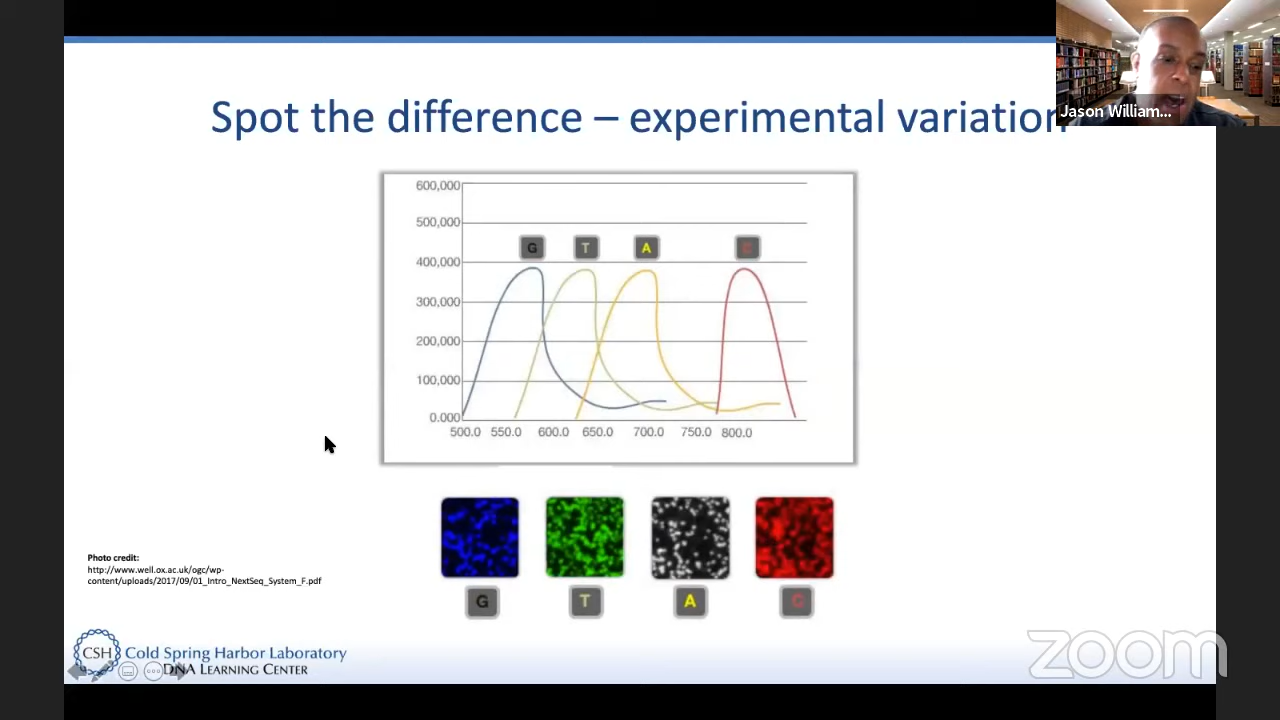 Spot the difference – experimental variation
Jason William...
600,000
500,000
G T A C
400,000
300,000
200,000
100,000
0.000
500.0 550.0 600.0 650.0 700.0 750.0 800.0
G T A C
Photo credit:
http://www.well.ox.ac.uk/ogc/wp-
content/uploads/2017/09/01_Intro_NextSeq_System_F.pdf
CSH Cold Spring Harbor Laboratory
DNA LEARNING CENTER
zoom